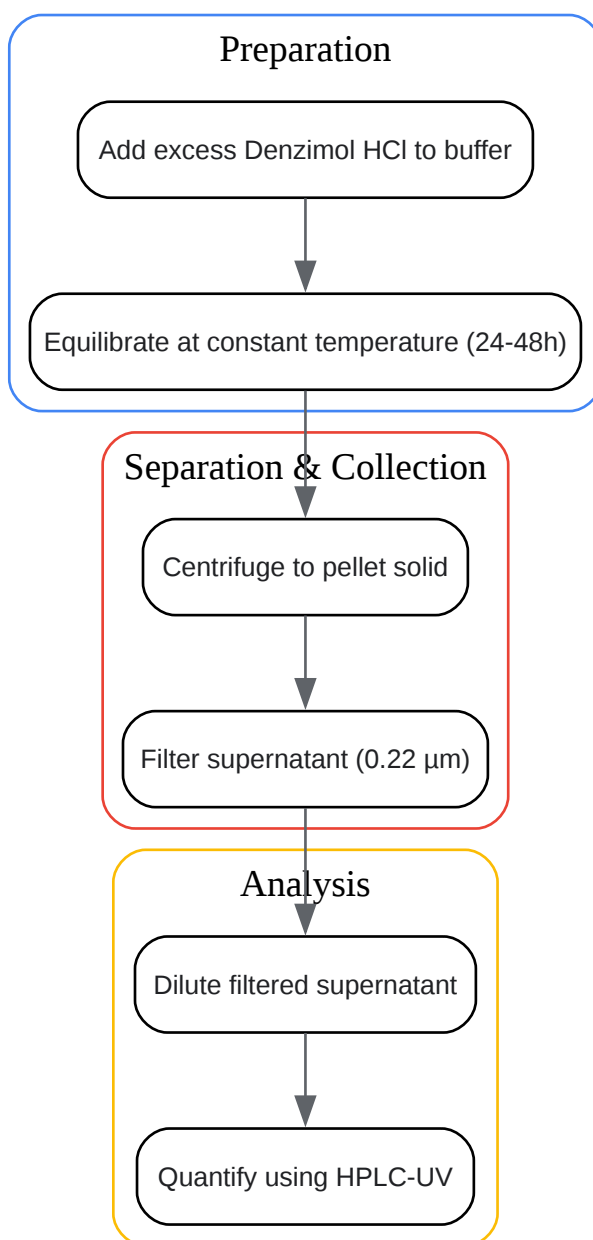 Preparation
Add excess Denzimol HCl to buffer
Equilibrate at constant temperature (24-48h)
Separation & Collection
Centrifuge to pellet solid
Filter supernatant (0.22 µm)
Analysis
Dilute filtered supernatant
Quantify using HPLC-UV